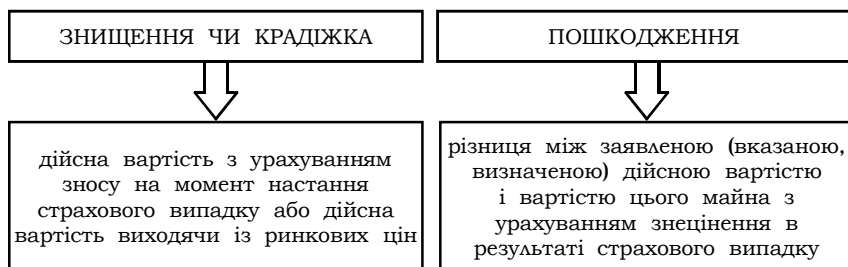 ЗНИЩЕННЯ ЧИ КРАДІЖКА
дійсна вартість з урахуванням
зносу на момент настання
страхового випадку або дійсна
вартість виходячи із ринкових цін
ПОШКОДЖЕННЯ
різниця між заявленою (вказаною,
визначеною) дійсною вартістю
і вартістю цього майна з
урахуванням знецінення в
результаті страхового випадку